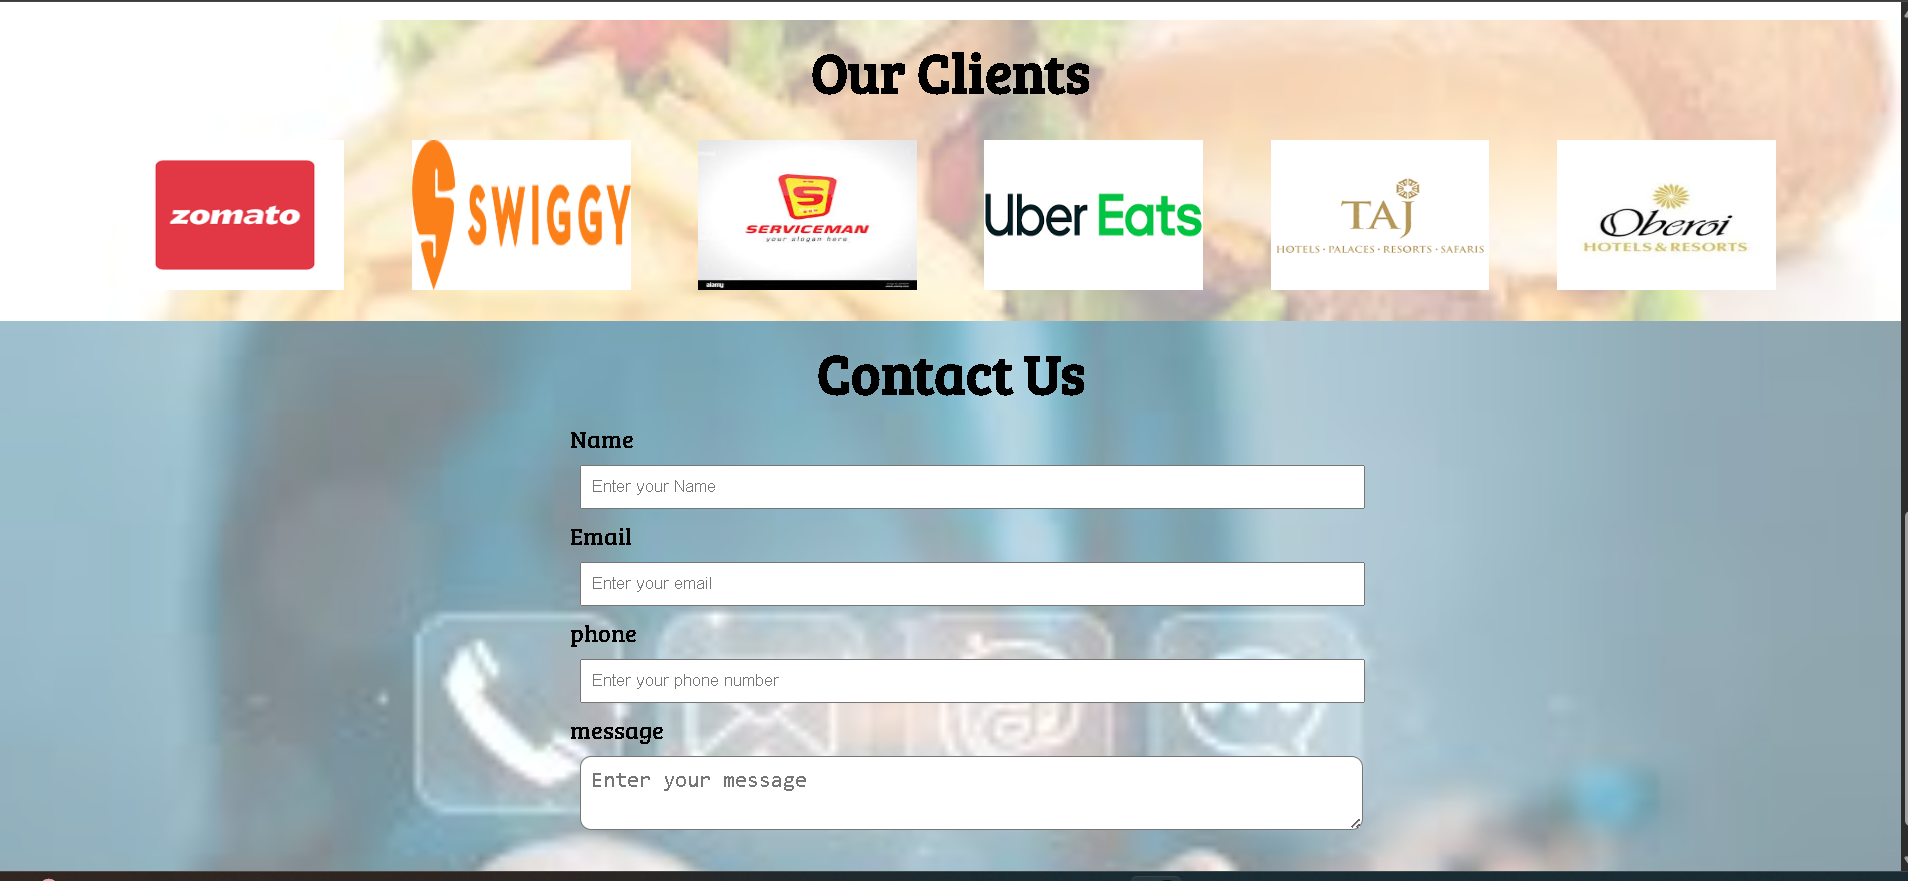 Our Clients
zomato
SWIGGY
S
SERVICEMAN
your slogan here
alamy
Uber Eats
TAJ
HOTELS · PALACES · RESORTS · SAFARIS
Oberoi
HOTELS & RESORTS
Contact Us
Name
Enter your Name
Email
Enter your email
phone
Enter your phone number
message
Enter your message